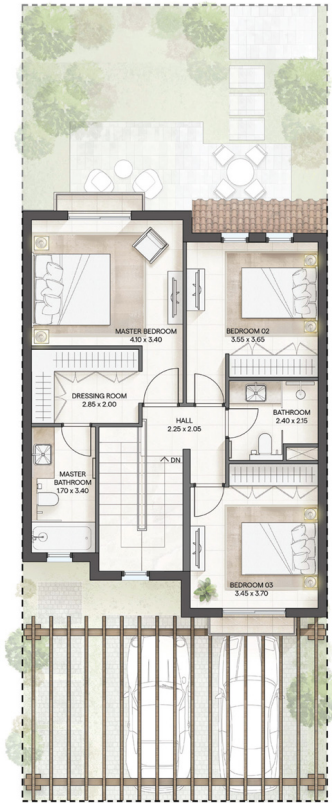 MASTER BEDROOM
4.10 x 3.40
BEDROOM 02
3.55 x 3.65
DRESSING ROOM
2.85 x 2.00
HALL
2.25 x 2.05
BATHROOM
2.40 x 2.15
DN
MASTER
BATHROOM
1.70 x 3.40
BEDROOM 03
3.45 x 3.70